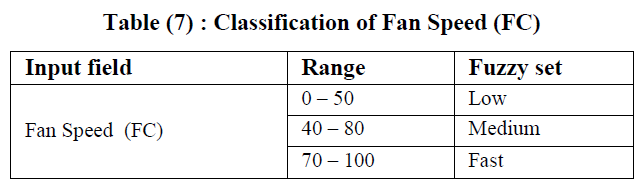 Table (7) : Classification of Fan Speed (FC)
Input field Range Fuzzy set
Fan Speed (FC)
0 – 50 Low
40 – 80 Medium
70 – 100 Fast